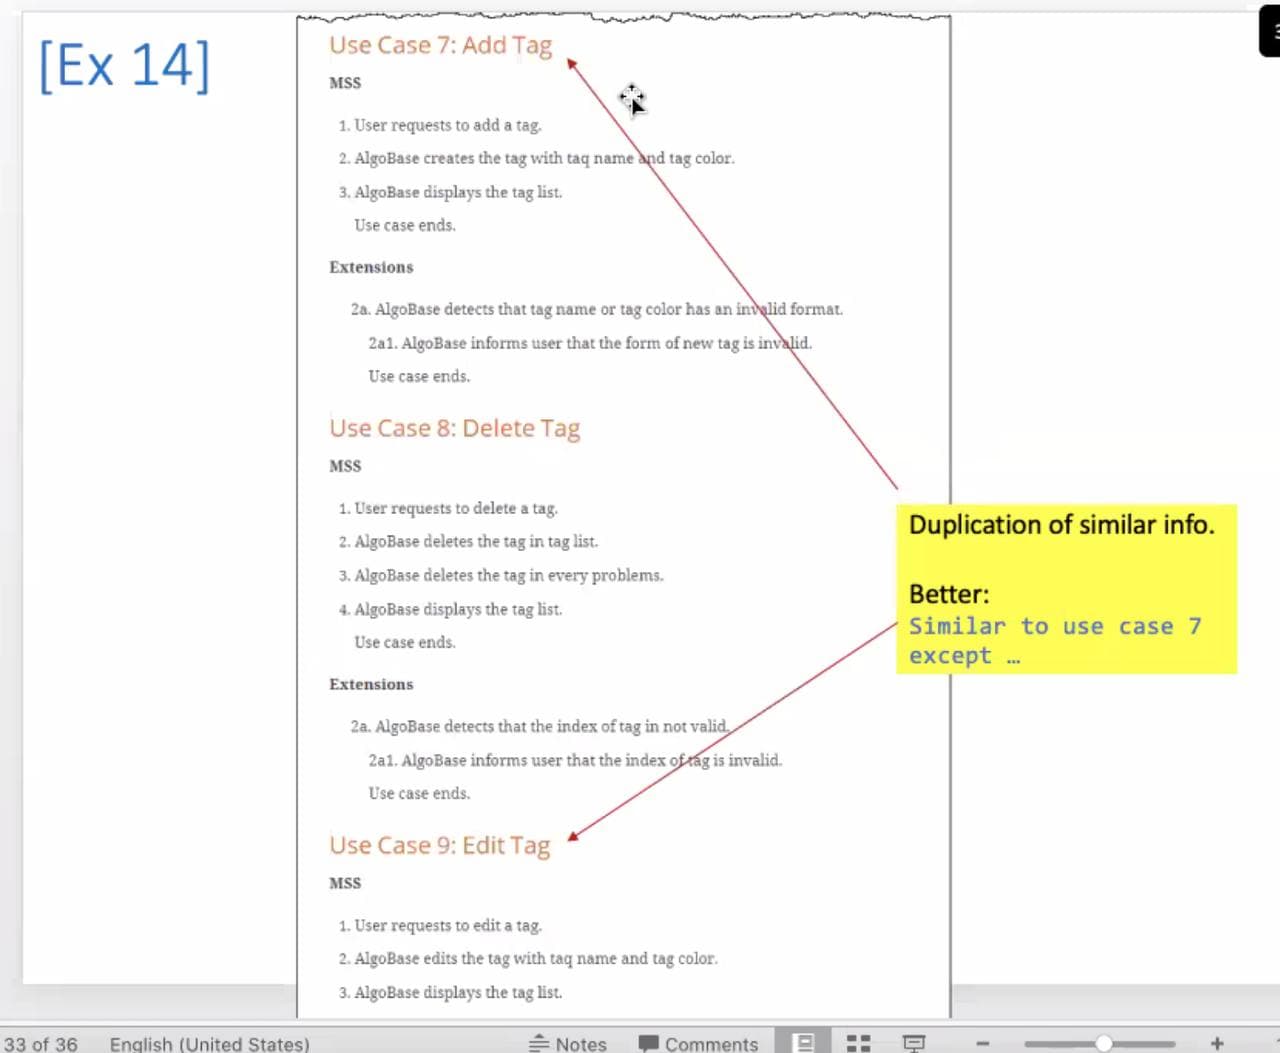 [Ex 14]
Use Case 7: Add Tag
MSS
1. User requests to add a tag.
2. AlgoBase creates the tag with taq name and tag color.
3. AlgoBase displays the tag list.
Use case ends.
Extensions
2a. AlgoBase detects that tag name or tag color has an invalid format.
2a1. AlgoBase informs user that the form of new tag is invalid.
Use case ends.
Use Case 8: Delete Tag
MSS
1. User requests to delete a tag.
2. AlgoBase deletes the tag in tag list.
3. AlgoBase deletes the tag in every problems.
4. AlgoBase displays the tag list.
Use case ends.
Extensions
2a. AlgoBase detects that the index of tag in not valid.
2a1. AlgoBase informs user that the index of tag is invalid.
Use case ends.
Use Case 9: Edit Tag
MSS
1. User requests to edit a tag.
2. AlgoBase edits the tag with taq name and tag color.
3. AlgoBase displays the tag list.
Duplication of similar info.
Better:
Similar to use case 7
except …
33 of 36 English (United States) Notes Comments